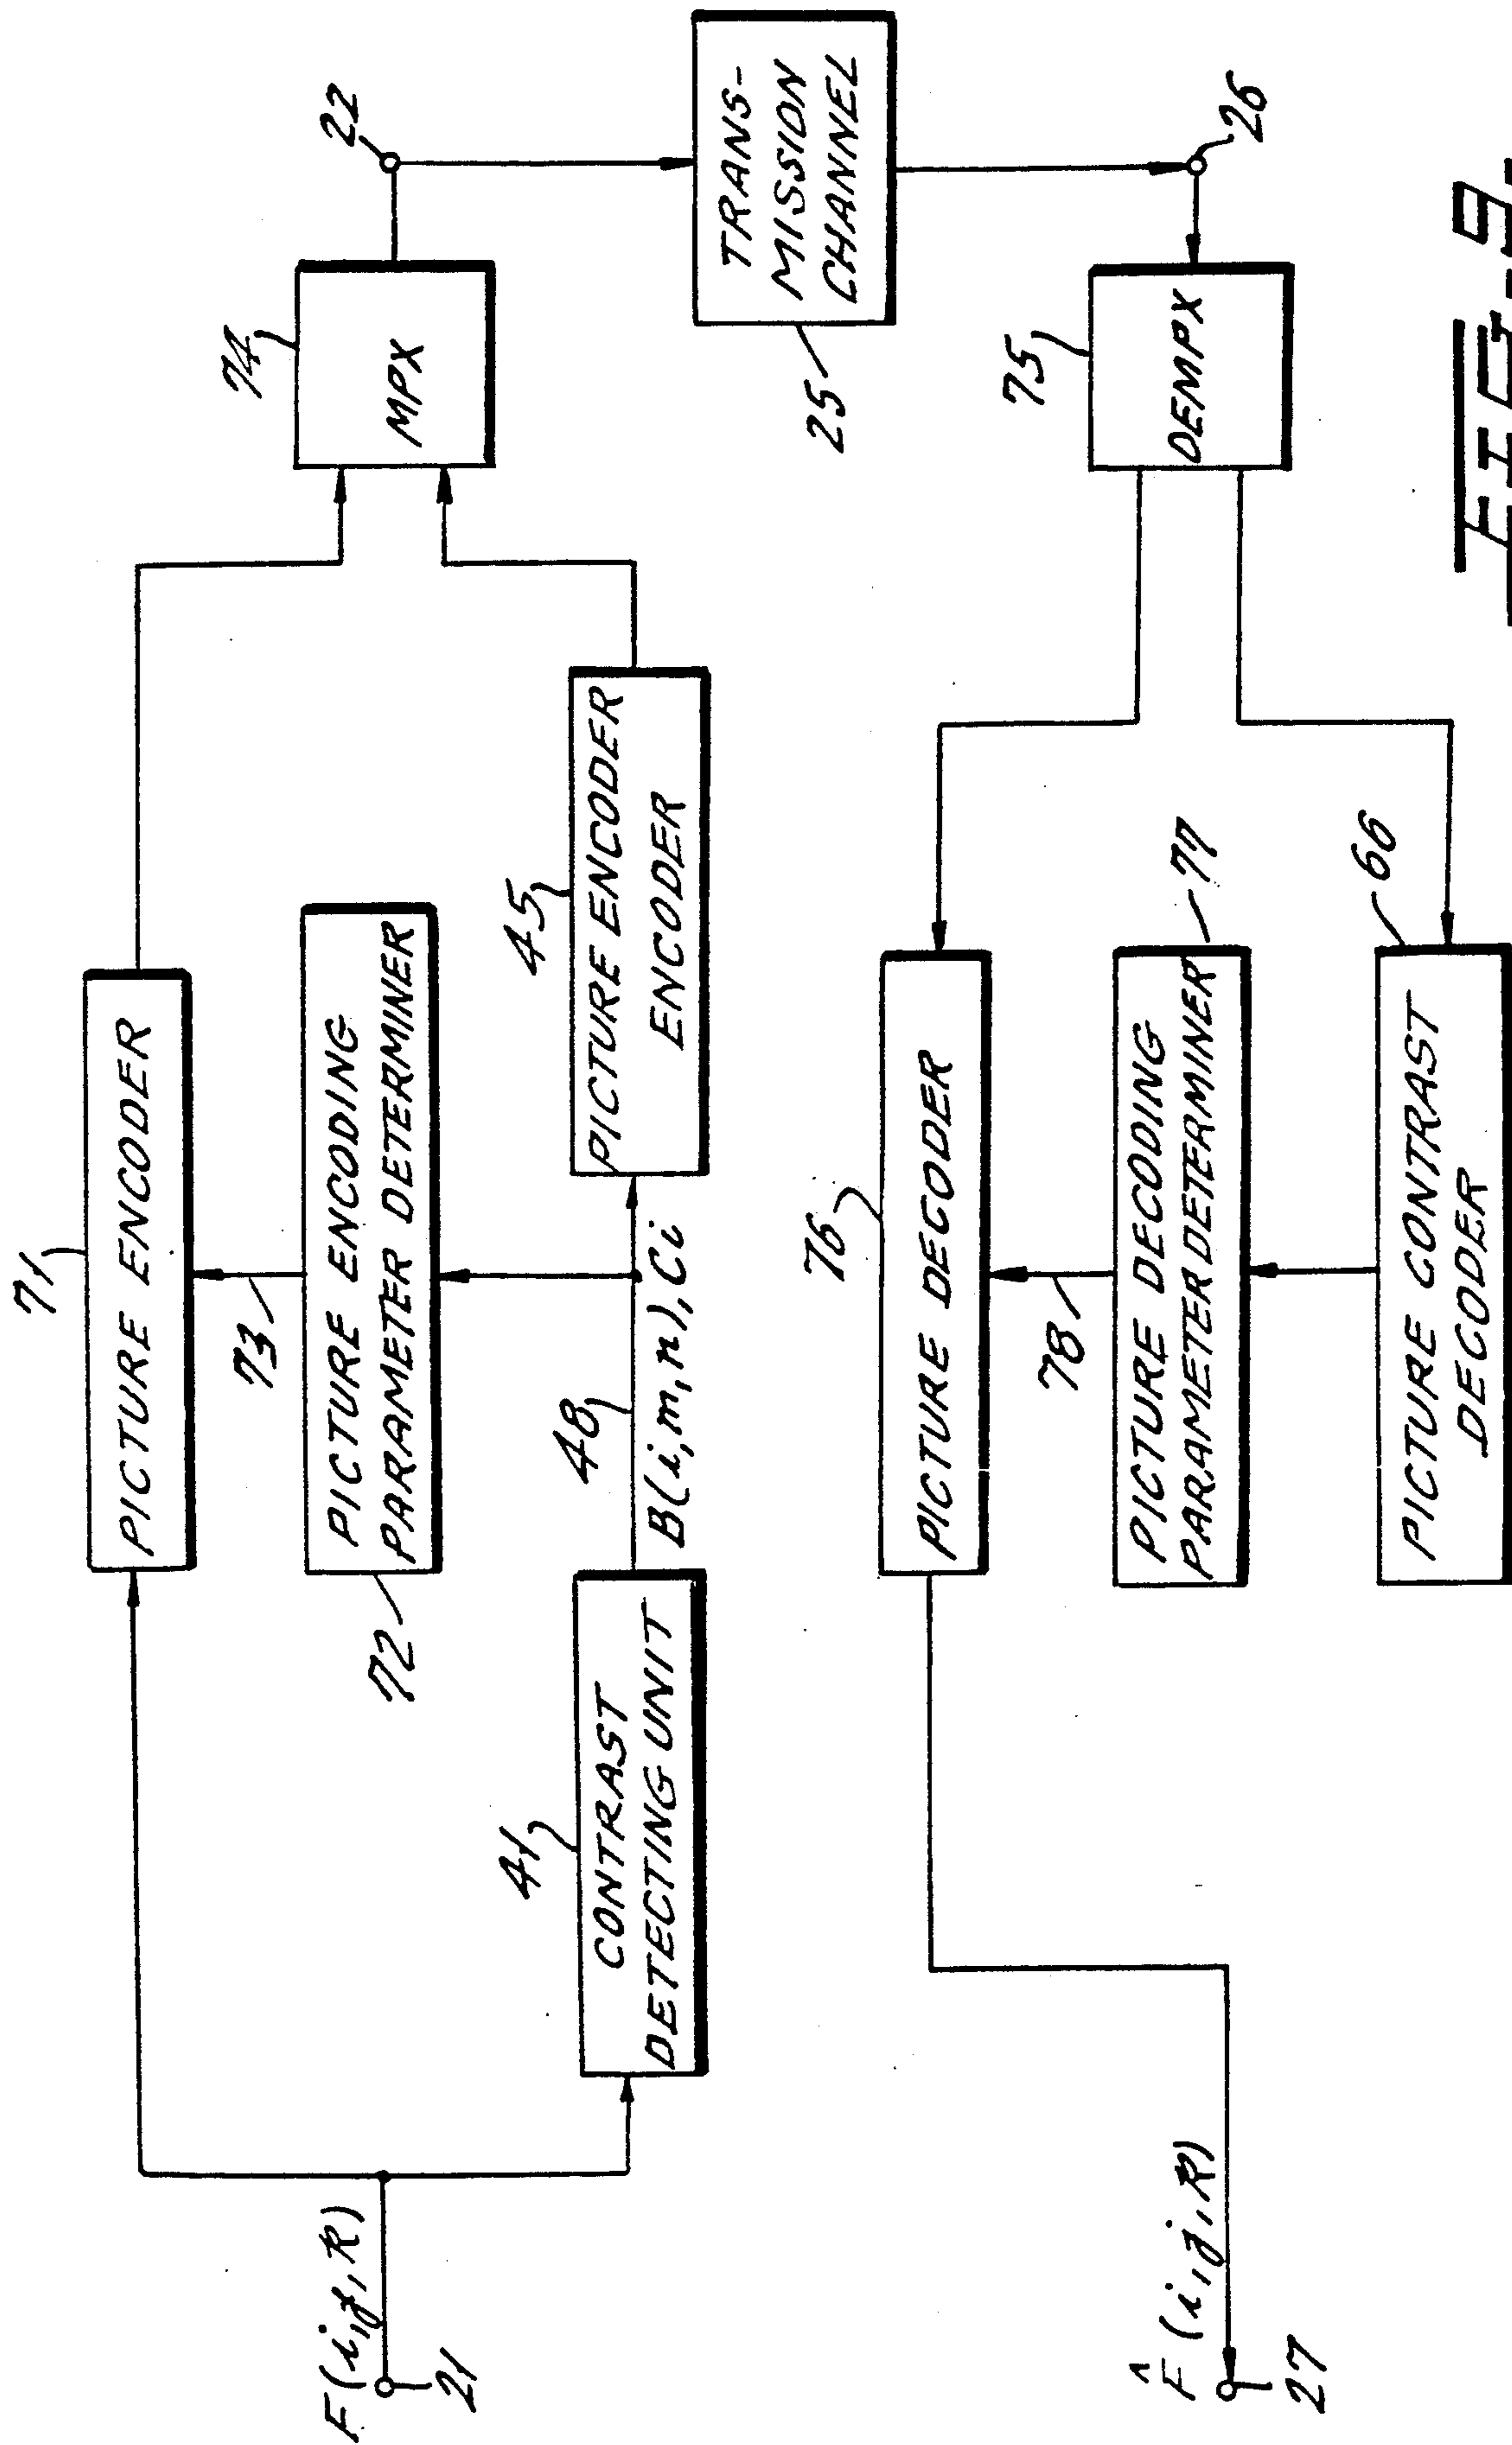 F(i,j,k)
21
71
PICTURE ENCODER
73
72
PICTURE ENCODING
PARAMETER DETERMINER
41
CONTRAST
DETECTING UNIT
48
B(i,m,n),Ci
45
PICTURE ENCODER
ENCODER
74
MPX
22
TRANS-
MISSION
CHANNEL
25
26
75
DEMPX
76
PICTURE DECODER
78
77
PICTURE DECODING
PARAMETER DETERMINER
66
PICTURE CONTRAST
DECODER
F̂(i,j,k)
27
FIG. 9